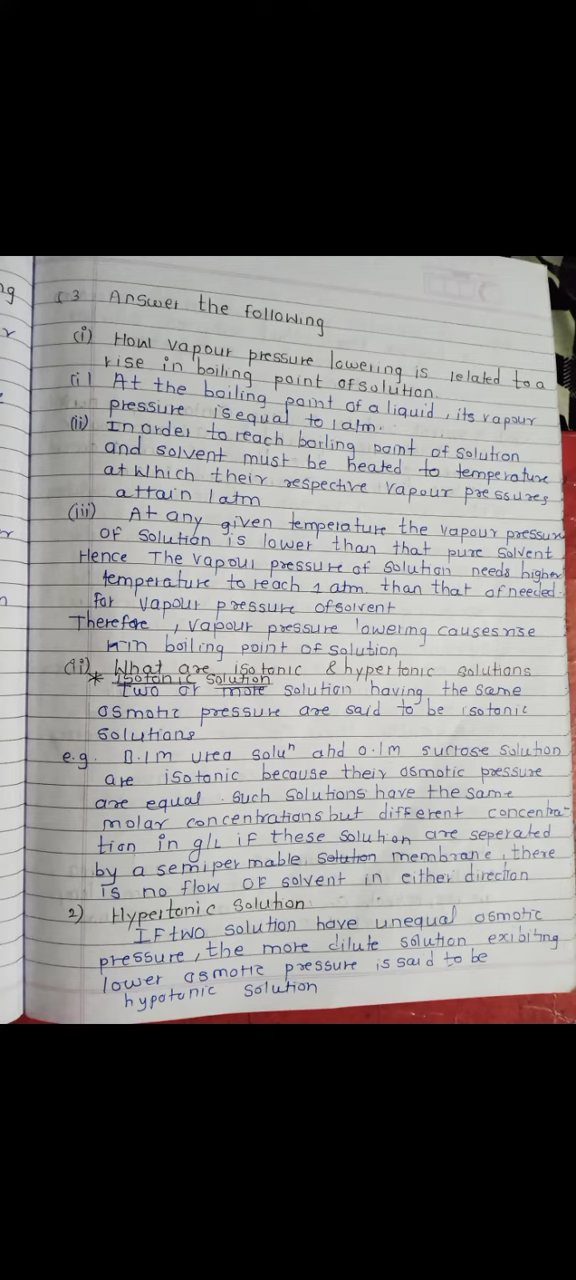 ng
r
r
n
Q 3 Answer the following
(i) How vapour pressure lowering is related to a
rise in boiling point of solution.
(i) At the boiling point of a liquid, its vapour
pressure is equal to 1 atm.
(ii) In order to reach boiling point of solution
and solvent must be heated to temperature
at which their respective vapour pressures
attain 1 atm
(iii) At any given temperature the vapour pressure
of solution is lower than that pure solvent.
Hence The vapour pressure of solution needs higher
temperature to reach 1 atm than that of needed
for vapour pressure of solvent
Therefore, vapour pressure lowering causes rise
in boiling point of solution
(ii) What are isotonic & hypertonic solutions
* isotonic solution
Two or more solution having the same
osmotic pressure are said to be isotonic
solutions
e.g. 0.1m urea soluⁿ and 0.1m sucrose solution
are isotonic because their osmotic pressure
are equal. Such solutions have the same
molar concentrations but different concentra-
tion in g/L if these solution are seperated
by a semipermable solution membrane, there
is no flow of solvent in either direction
2) Hypertonic solution
If two solution have unequal osmotic
pressure, the more dilute solution exibiting
lower osmotic pressure is said to be
hypotonic solution